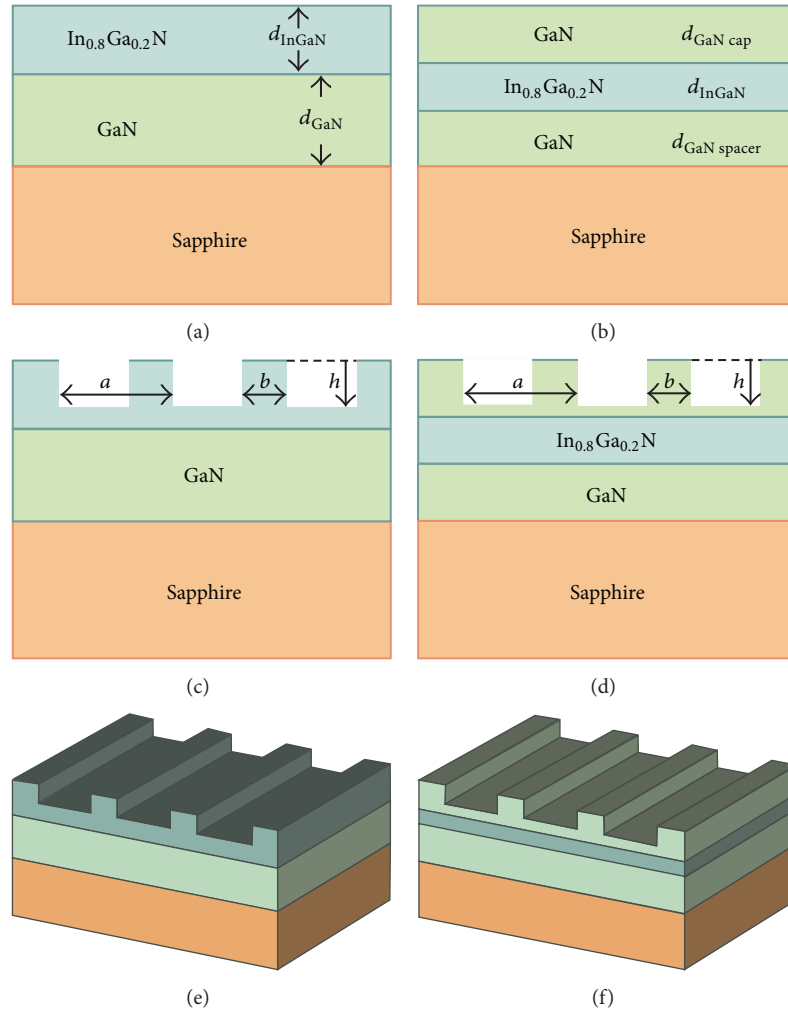 In0.8Ga0.2N
dInGaN
GaN
dGaN
Sapphire
(a)
GaN
dGaN cap
In0.8Ga0.2N
dInGaN
GaN
dGaN spacer
Sapphire
(b)
a
b
h
GaN
Sapphire
(c)
a
b
h
In0.8Ga0.2N
GaN
Sapphire
(d)
(e)
(f)